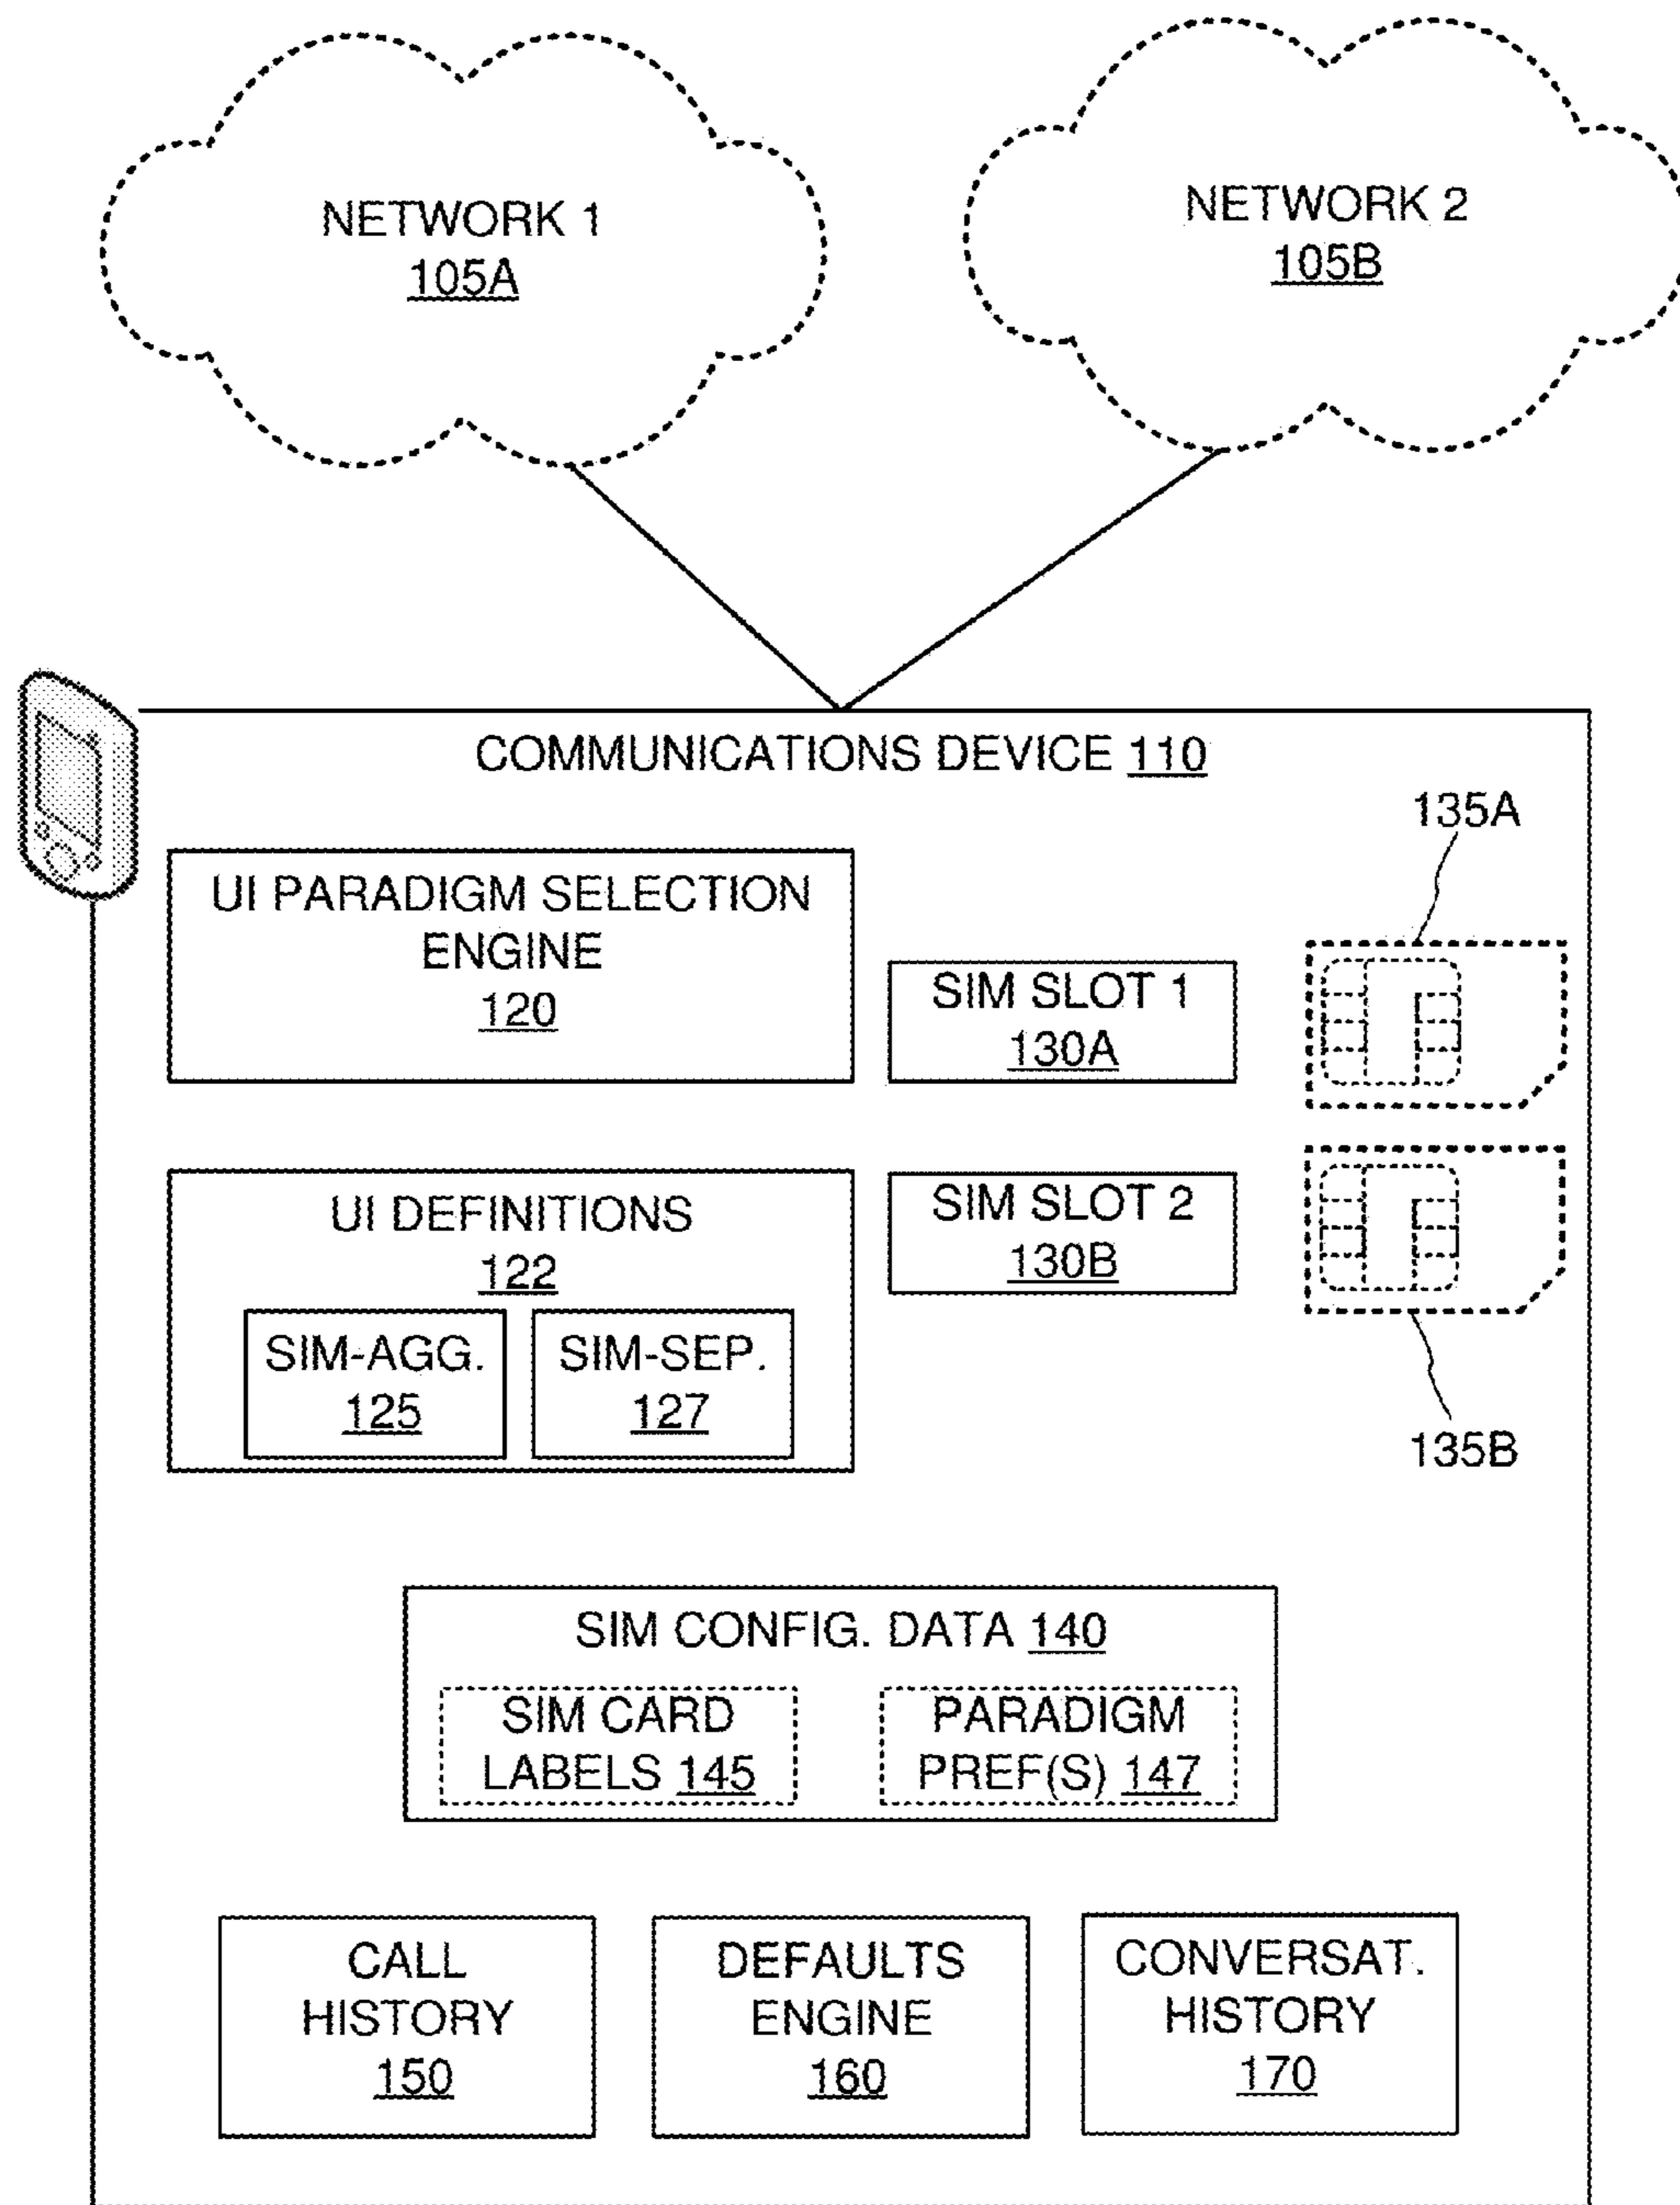 NETWORK 1
105A
NETWORK 2
105B
COMMUNICATIONS DEVICE 110
135A
UI PARADIGM SELECTION
ENGINE
120
SIM SLOT 1
130A
UI DEFINITIONS
122
SIM-AGG.
125
SIM-SEP.
127
SIM SLOT 2
130B
135B
SIM CONFIG. DATA 140
SIM CARD
LABELS 145
PARADIGM
PREF(S) 147
CALL
HISTORY
150
DEFAULTS
ENGINE
160
CONVERSAT.
HISTORY
170